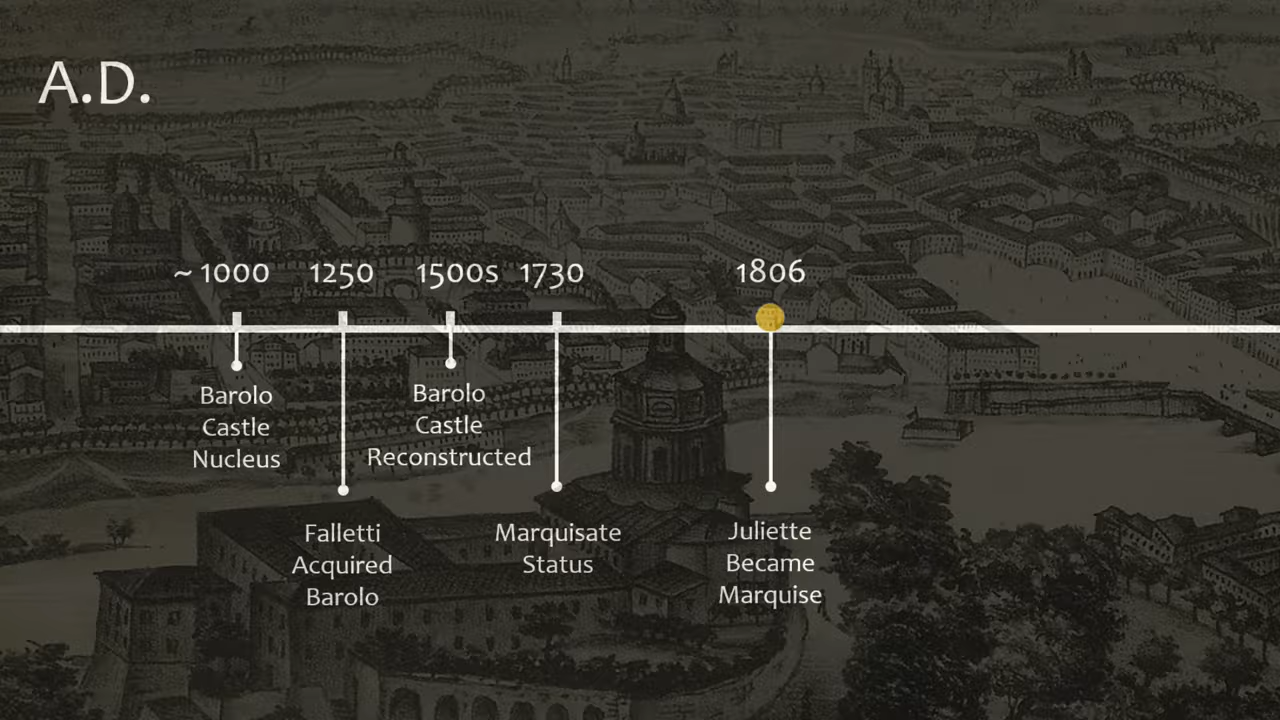 A.D.
~ 1000
1250
1500s
1730
1806
Barolo
Castle
Nucleus
Barolo
Castle
Reconstructed
Falletti
Acquired
Barolo
Marquisate
Status
Juliette
Became
Marquise